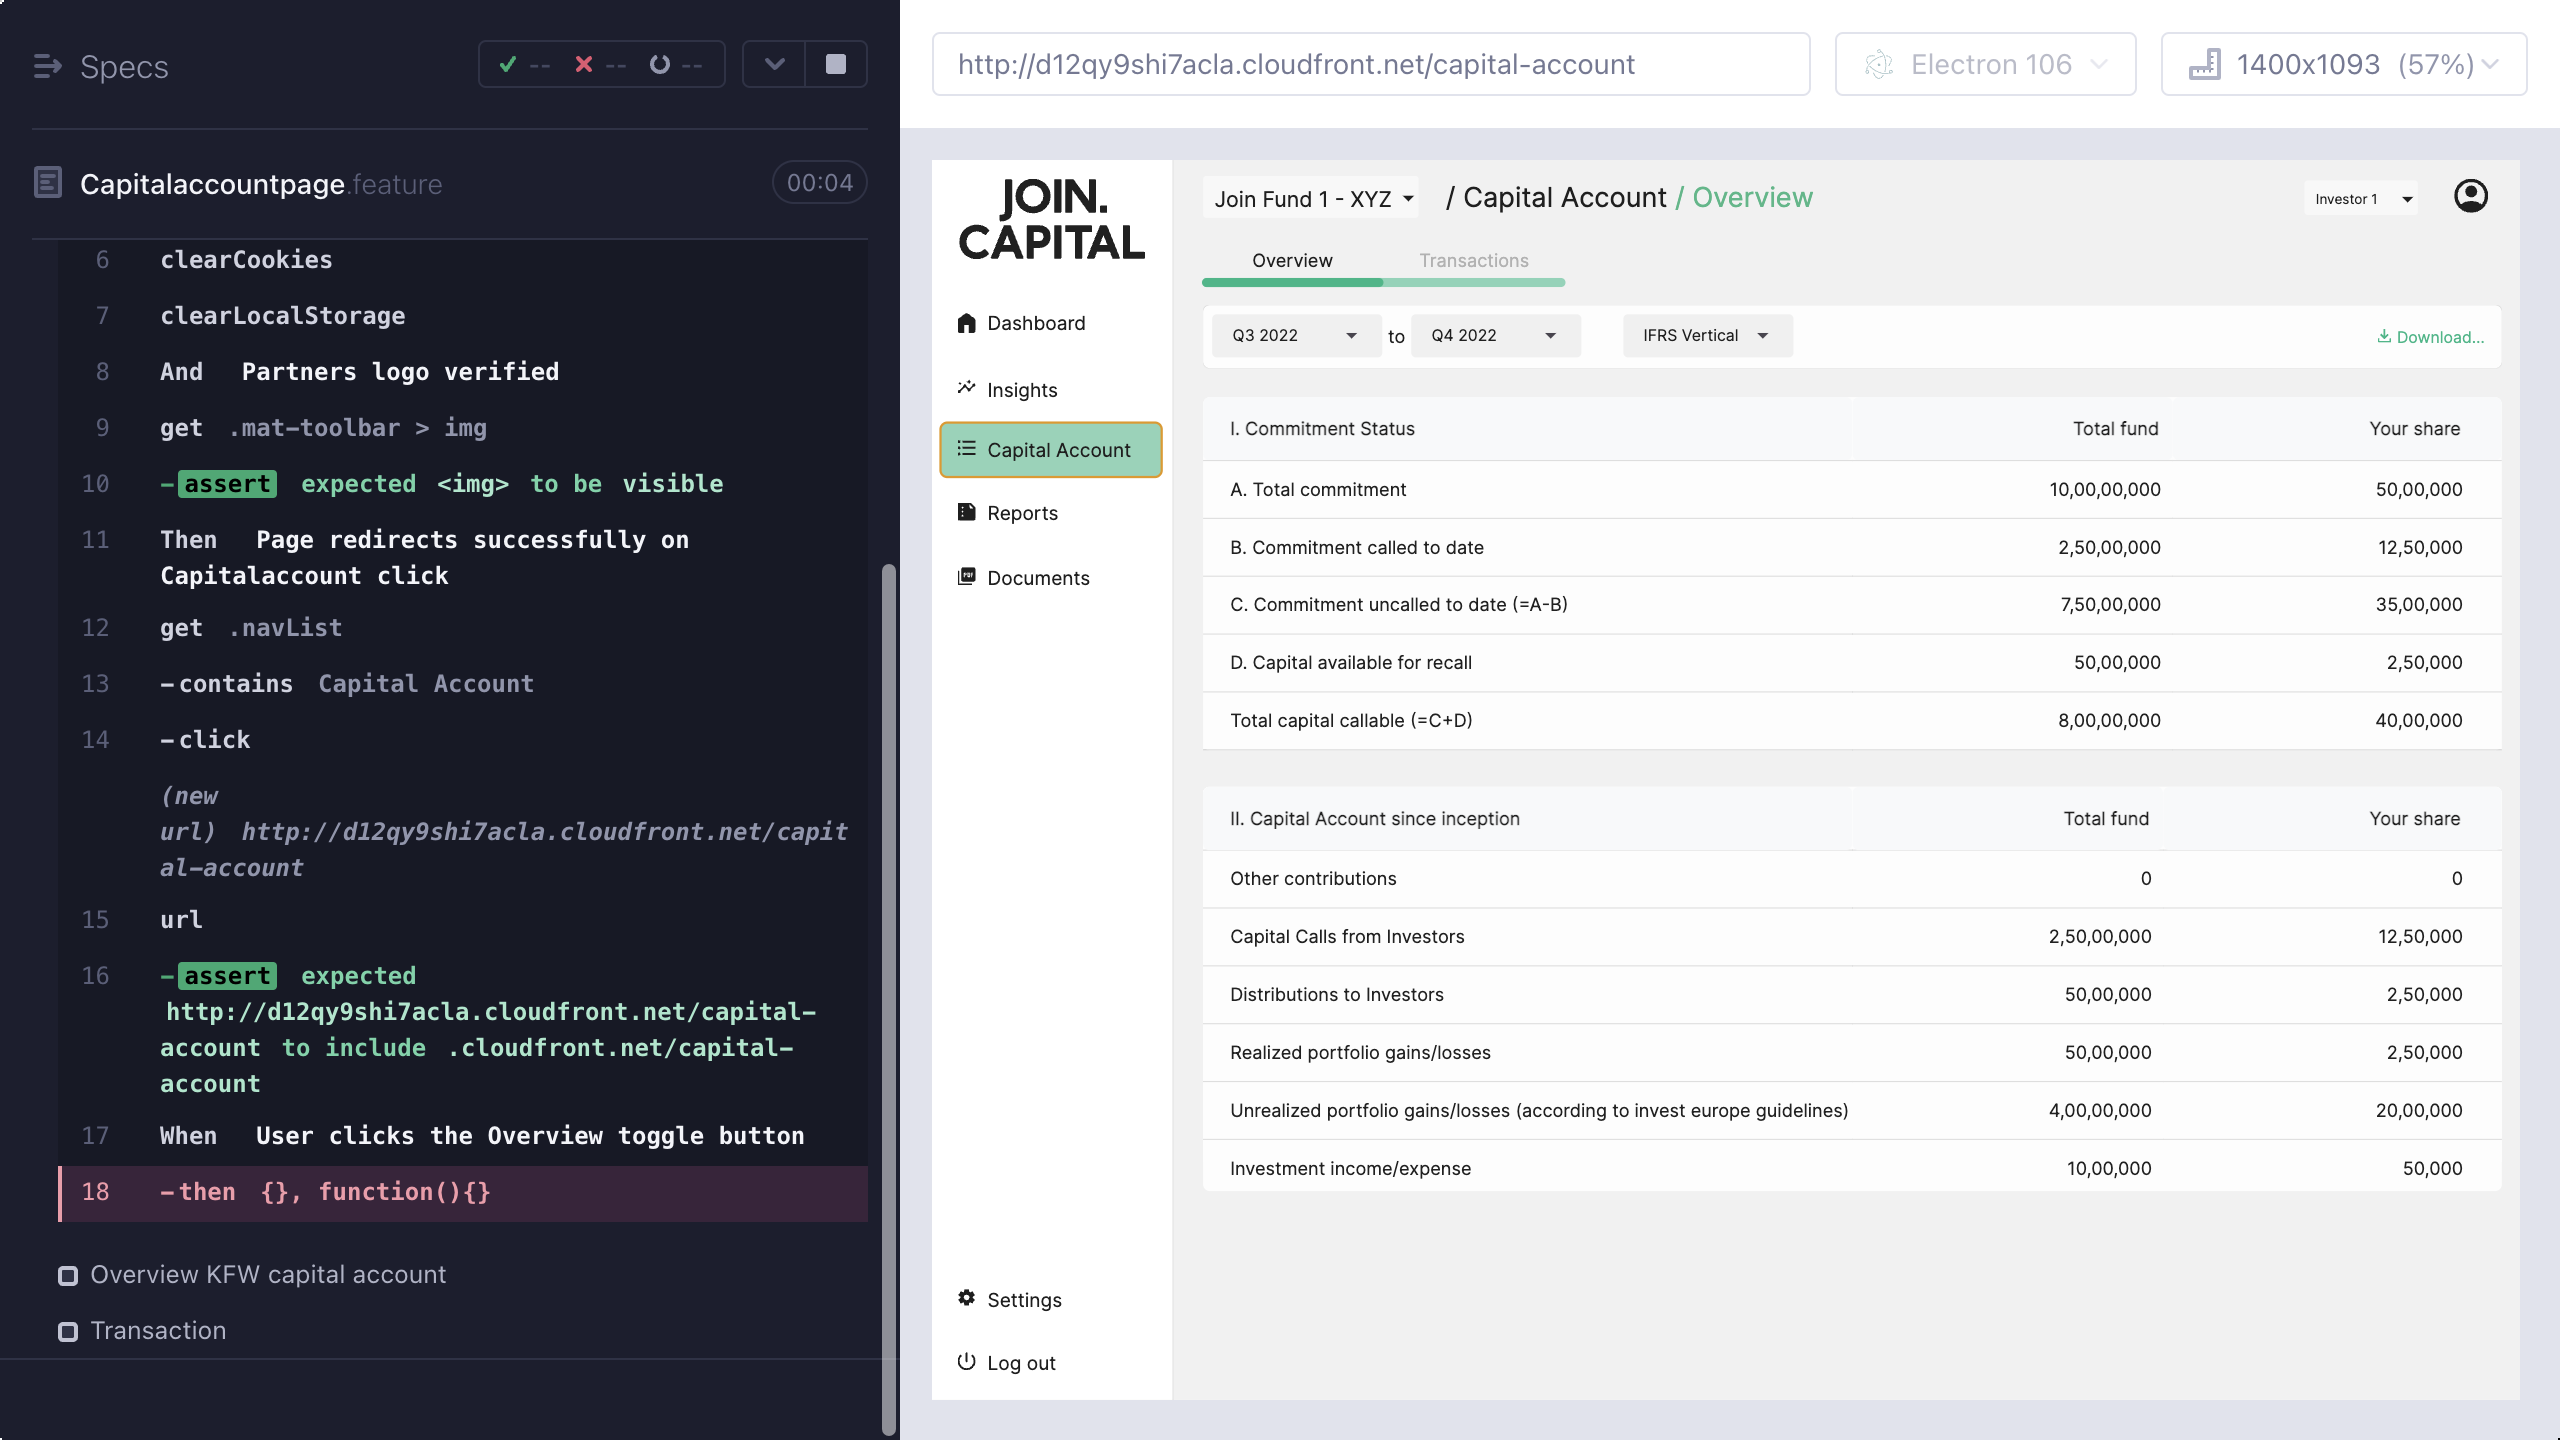 Specs
-- -- --
Capitalaccountpage.feature 00:04
6 clearCookies
7 clearLocalStorage
8 And Partners logo verified
9 get .mat-toolbar > img
10 -assert expected <img> to be visible
11 Then Page redirects successfully on
Capitalaccount click
12 get .navList
13 -contains Capital Account
14 -click
(new
url) http://d12qy9shi7acla.cloudfront.net/capit
al-account
15 url
16 -assert expected
http://d12qy9shi7acla.cloudfront.net/capital-
account to include .cloudfront.net/capital-
account
17 When User clicks the Overview toggle button
18 -then {}, function(){}
Overview KFW capital account
Transaction
http://d12qy9shi7acla.cloudfront.net/capital-account
Electron 106
1400x1093 (57%)
JOIN.
CAPITAL
Dashboard
Insights
Capital Account
Reports
Documents
Settings
Log out
Join Fund 1 - XYZ / Capital Account / Overview
Investor 1
Overview Transactions
Q3 2022 to Q4 2022 IFRS Vertical Download...
I. Commitment Status Total fund Your share
A. Total commitment 10,00,00,000 50,00,000
B. Commitment called to date 2,50,00,000 12,50,000
C. Commitment uncalled to date (=A-B) 7,50,00,000 35,00,000
D. Capital available for recall 50,00,000 2,50,000
Total capital callable (=C+D) 8,00,00,000 40,00,000
II. Capital Account since inception Total fund Your share
Other contributions 0 0
Capital Calls from Investors 2,50,00,000 12,50,000
Distributions to Investors 50,00,000 2,50,000
Realized portfolio gains/losses 50,00,000 2,50,000
Unrealized portfolio gains/losses (according to invest europe guidelines) 4,00,00,000 20,00,000
Investment income/expense 10,00,000 50,000